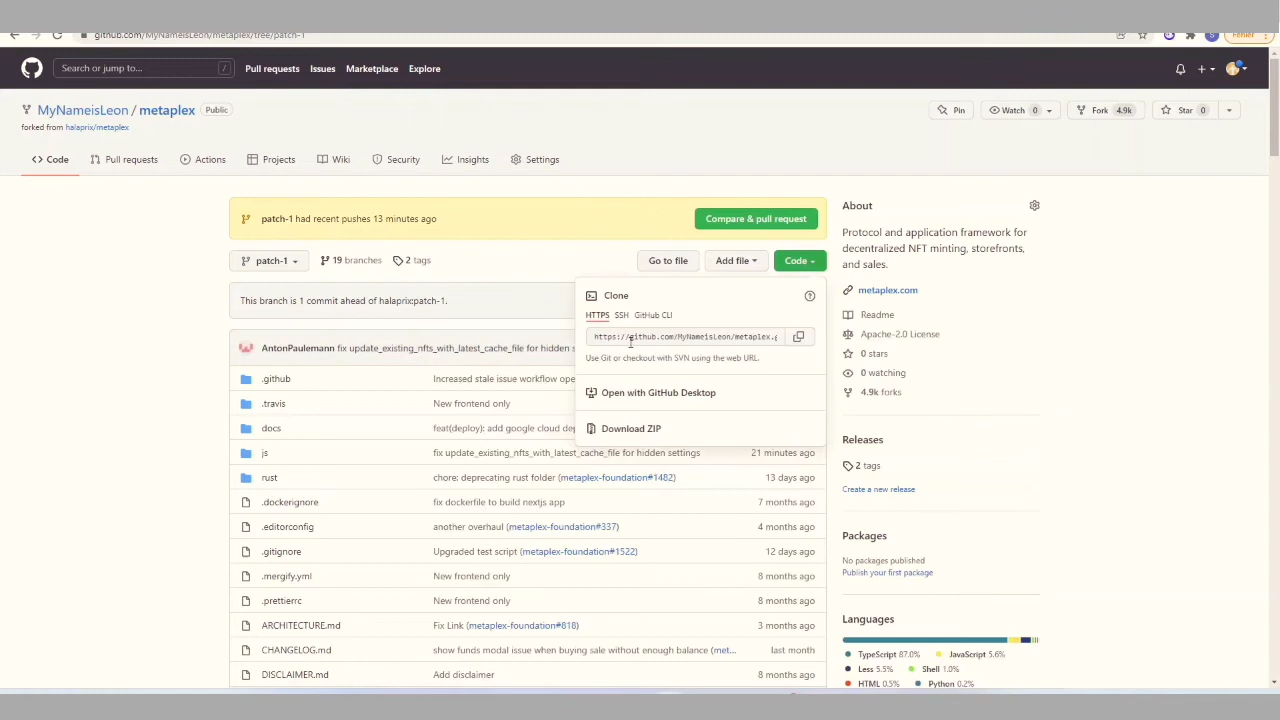 github.com/MyNameisLeon/metaplex/tree/patch-1
Fehler
Search or jump to... /
Pull requests Issues Marketplace Explore
MyNameisLeon / metaplex Public
Pin Watch 0 Fork 4.9k Star 0
forked from halaprix/metaplex
<> Code Pull requests Actions Projects Wiki Security Insights Settings
patch-1 had recent pushes 13 minutes ago
Compare & pull request
patch-1 19 branches 2 tags
Go to file Add file Code
This branch is 1 commit ahead of halaprix:patch-1.
Clone
HTTPS SSH GitHub CLI
https://github.com/MyNameisLeon/metaplex.g
Use Git or checkout with SVN using the web URL.
Open with GitHub Desktop
Download ZIP
AntonPaulemann fix update_existing_nfts_with_latest_cache_file for hidden s
.github Increased stale issue workflow ope
.travis New frontend only
docs feat(deploy): add google cloud dep
js fix update_existing_nfts_with_latest_cache_file for hidden settings 21 minutes ago
rust chore: deprecating rust folder (metaplex-foundation#1482) 13 days ago
.dockerignore fix dockerfile to build nextjs app 7 months ago
.editorconfig another overhaul (metaplex-foundation#337) 4 months ago
.gitignore Upgraded test script (metaplex-foundation#1522) 12 days ago
.mergify.yml New frontend only 8 months ago
.prettierrc New frontend only 8 months ago
ARCHITECTURE.md Fix Link (metaplex-foundation#818) 3 months ago
CHANGELOG.md show funds modal issue when buying sale without enough balance (met... last month
DISCLAIMER.md Add disclaimer 8 months ago
About
Protocol and application framework for
decentralized NFT minting, storefronts,
and sales.
metaplex.com
Readme
Apache-2.0 License
0 stars
0 watching
4.9k forks
Releases
2 tags
Create a new release
Packages
No packages published
Publish your first package
Languages
TypeScript 87.0% JavaScript 5.6%
Less 5.5% Shell 1.0%
HTML 0.5% Python 0.2%